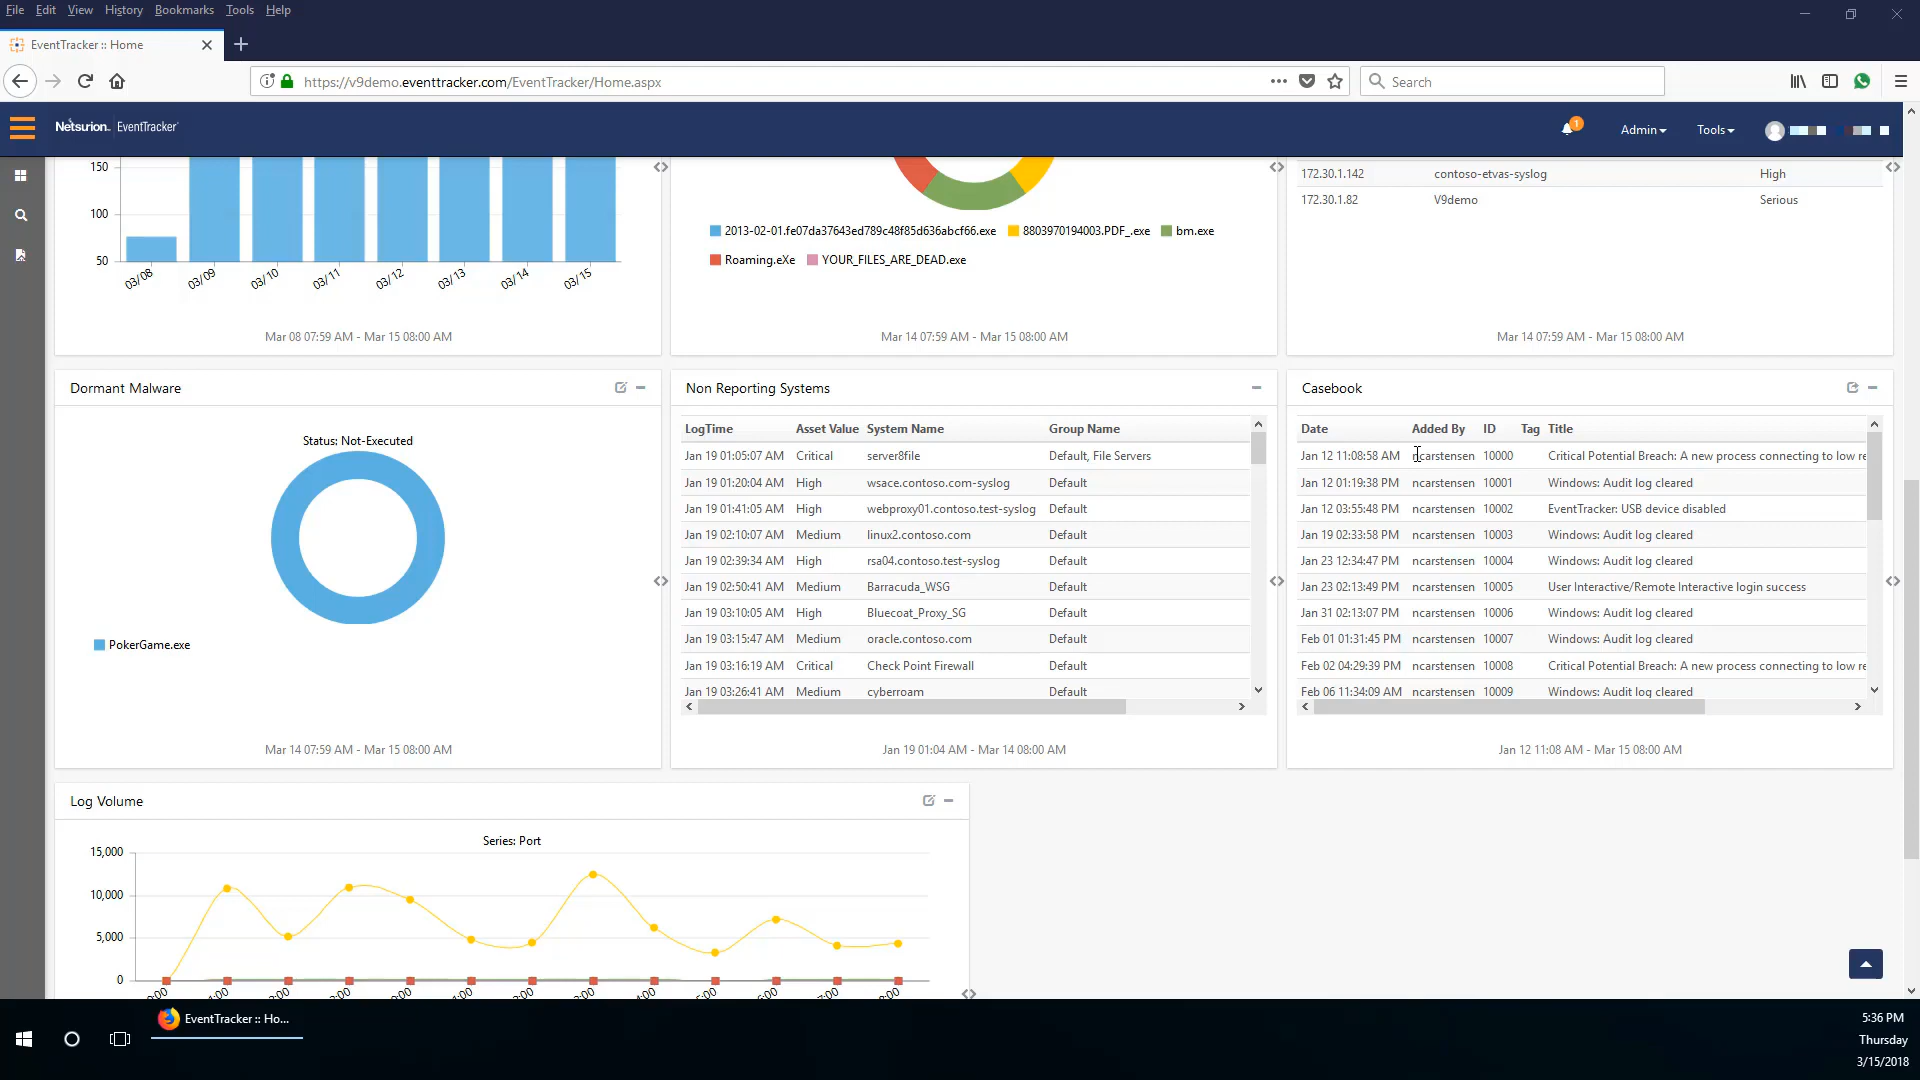 File Edit View History Bookmarks Tools Help
EventTracker :: Home
https://v9demo.eventtracker.com/EventTracker/Home.aspx
Search
Netsurion. EventTracker
1
Admin
Tools
150
100
50
03/08 03/09 03/10 03/11 03/12 03/13 03/14 03/15
Mar 08 07:59 AM - Mar 15 08:00 AM
2013-02-01.fe07da37643ed789c48f85d636abcf66.exe 8803970194003.PDF_.exe bm.exe
Roaming.eXe YOUR_FILES_ARE_DEAD.exe
Mar 14 07:59 AM - Mar 15 08:00 AM
172.30.1.142 contoso-etvas-syslog High
172.30.1.82 V9demo Serious
Mar 14 07:59 AM - Mar 15 08:00 AM
Dormant Malware
Status: Not-Executed
PokerGame.exe
Mar 14 07:59 AM - Mar 15 08:00 AM
Non Reporting Systems
LogTime Asset Value System Name Group Name
Jan 19 01:05:07 AM Critical server8file Default, File Servers
Jan 19 01:20:04 AM High wsace.contoso.com-syslog Default
Jan 19 01:41:05 AM High webproxy01.contoso.test-syslog Default
Jan 19 02:10:07 AM Medium linux2.contoso.com Default
Jan 19 02:39:34 AM High rsa04.contoso.test-syslog Default
Jan 19 02:50:41 AM Medium Barracuda_WSG Default
Jan 19 03:10:05 AM High Bluecoat_Proxy_SG Default
Jan 19 03:15:47 AM Medium oracle.contoso.com Default
Jan 19 03:16:19 AM Critical Check Point Firewall Default
Jan 19 03:26:41 AM Medium cyberroam Default
Jan 19 01:04 AM - Mar 14 08:00 AM
Casebook
Date Added By ID Tag Title
Jan 12 11:08:58 AM ncarstensen 10000 Critical Potential Breach: A new process connecting to low re
Jan 12 01:19:38 PM ncarstensen 10001 Windows: Audit log cleared
Jan 12 03:55:48 PM ncarstensen 10002 EventTracker: USB device disabled
Jan 19 02:33:58 PM ncarstensen 10003 Windows: Audit log cleared
Jan 23 12:34:47 PM ncarstensen 10004 Windows: Audit log cleared
Jan 23 02:13:49 PM ncarstensen 10005 User Interactive/Remote Interactive login success
Jan 31 02:13:07 PM ncarstensen 10006 Windows: Audit log cleared
Feb 01 01:31:45 PM ncarstensen 10007 Windows: Audit log cleared
Feb 02 04:29:39 PM ncarstensen 10008 Critical Potential Breach: A new process connecting to low re
Feb 06 11:34:09 AM ncarstensen 10009 Windows: Audit log cleared
Jan 12 11:08 AM - Mar 15 08:00 AM
Log Volume
Series: Port
15,000
10,000
5,000
0
EventTracker :: Ho...
5:36 PM
Thursday
3/15/2018